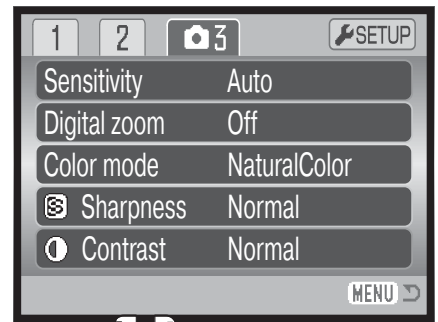 1 2 3 SETUP
Sensitivity Auto
Digital zoom Off
Color mode NaturalColor
Sharpness Normal
Contrast Normal
MENU